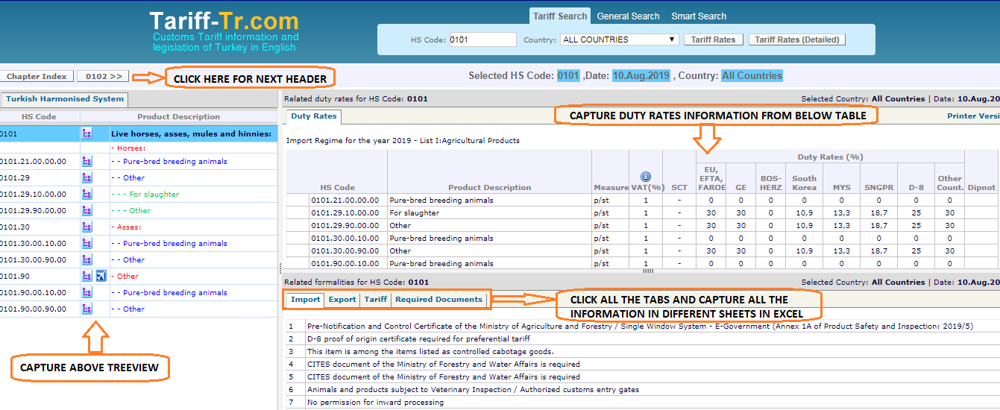 Tariff-Tr.com
Customs Tariff information and
legislation of Turkey in English
Tariff Search General Search Smart Search
HS Code: 0101 Country: ALL COUNTRIES Tariff Rates Tariff Rates (Detailed)
Chapter Index 0102 >> CLICK HERE FOR NEXT HEADER
Selected HS Code: 0101 ,Date: 10.Aug.2019 , Country: All Countries
Turkish Harmonised System
HS Code Product Description
0101 Live horses, asses, mules and hinnies:
- Horses:
0101.21.00.00.00 - - Pure-bred breeding animals
0101.29 - - Other
0101.29.10.00.00 - - - For slaughter
0101.29.90.00.00 - - - Other
0101.30 - Asses:
0101.30.00.10.00 - - Pure-bred breeding animals
0101.30.00.90.00 - - Other
0101.90 - Other
0101.90.00.10.00 - - Pure-bred breeding animals
0101.90.00.90.00 - - Other
CAPTURE ABOVE TREEVIEW
Related duty rates for HS Code: 0101 Selected Country: All Countries | Date: 10.Aug.20
Duty Rates CAPTURE DUTY RATES INFORMATION FROM BELOW TABLE Printer Versi
Import Regime for the year 2019 - List I:Agricultural Products
Duty Rates (%)
HS Code Product Description Measure VAT(%) SCT EU, EFTA, FAROE GE BOS-HERZ South Korea MYS SNGPR D-8 Other Count. Dipnot
0101.21.00.00.00 Pure-bred breeding animals p/st 1 - 0 0 0 0 0 0 0 0
0101.29.10.00.00 For slaughter p/st 1 - 30 30 0 10,9 13,3 18,7 25 30
0101.29.90.00.00 Other p/st 1 - 30 30 0 10,9 13,3 18,7 25 30
0101.30.00.10.00 Pure-bred breeding animals p/st 1 - 0 0 0 0 0 0 0 0
0101.30.00.90.00 Other p/st 1 - 30 30 0 10,9 13,3 18,7 25 30
0101.90.00.10.00 Pure-bred breeding animals p/st 1 - 0 0 0 0 0 0 0 0
Related formalities for HS Code: 0101 Selected Country: All Countries | Date: 10.Aug.20
Import Export Tariff Required Documents
CLICK ALL THE TABS AND CAPTURE ALL THE
INFORMATION IN DIFFERENT SHEETS IN EXCEL
1 Pre-Notification and Control Certificate of the Ministry of Agriculture and Forestry / Single Window System - E-Government (Annex 1A of Product Safety and Inspection: 2019/5)
2 D-8 proof of origin certificate required for preferential tariff
3 This item is among the items listed as controlled cabotage goods.
4 CITES document of the Ministry of Forestry and Water Affairs is required
5 CITES document of the Ministry of Forestry and Water Affairs is required
6 Animals and products subject to Veterinary Inspection / Authorized customs entry gates
7 No permission for inward processing